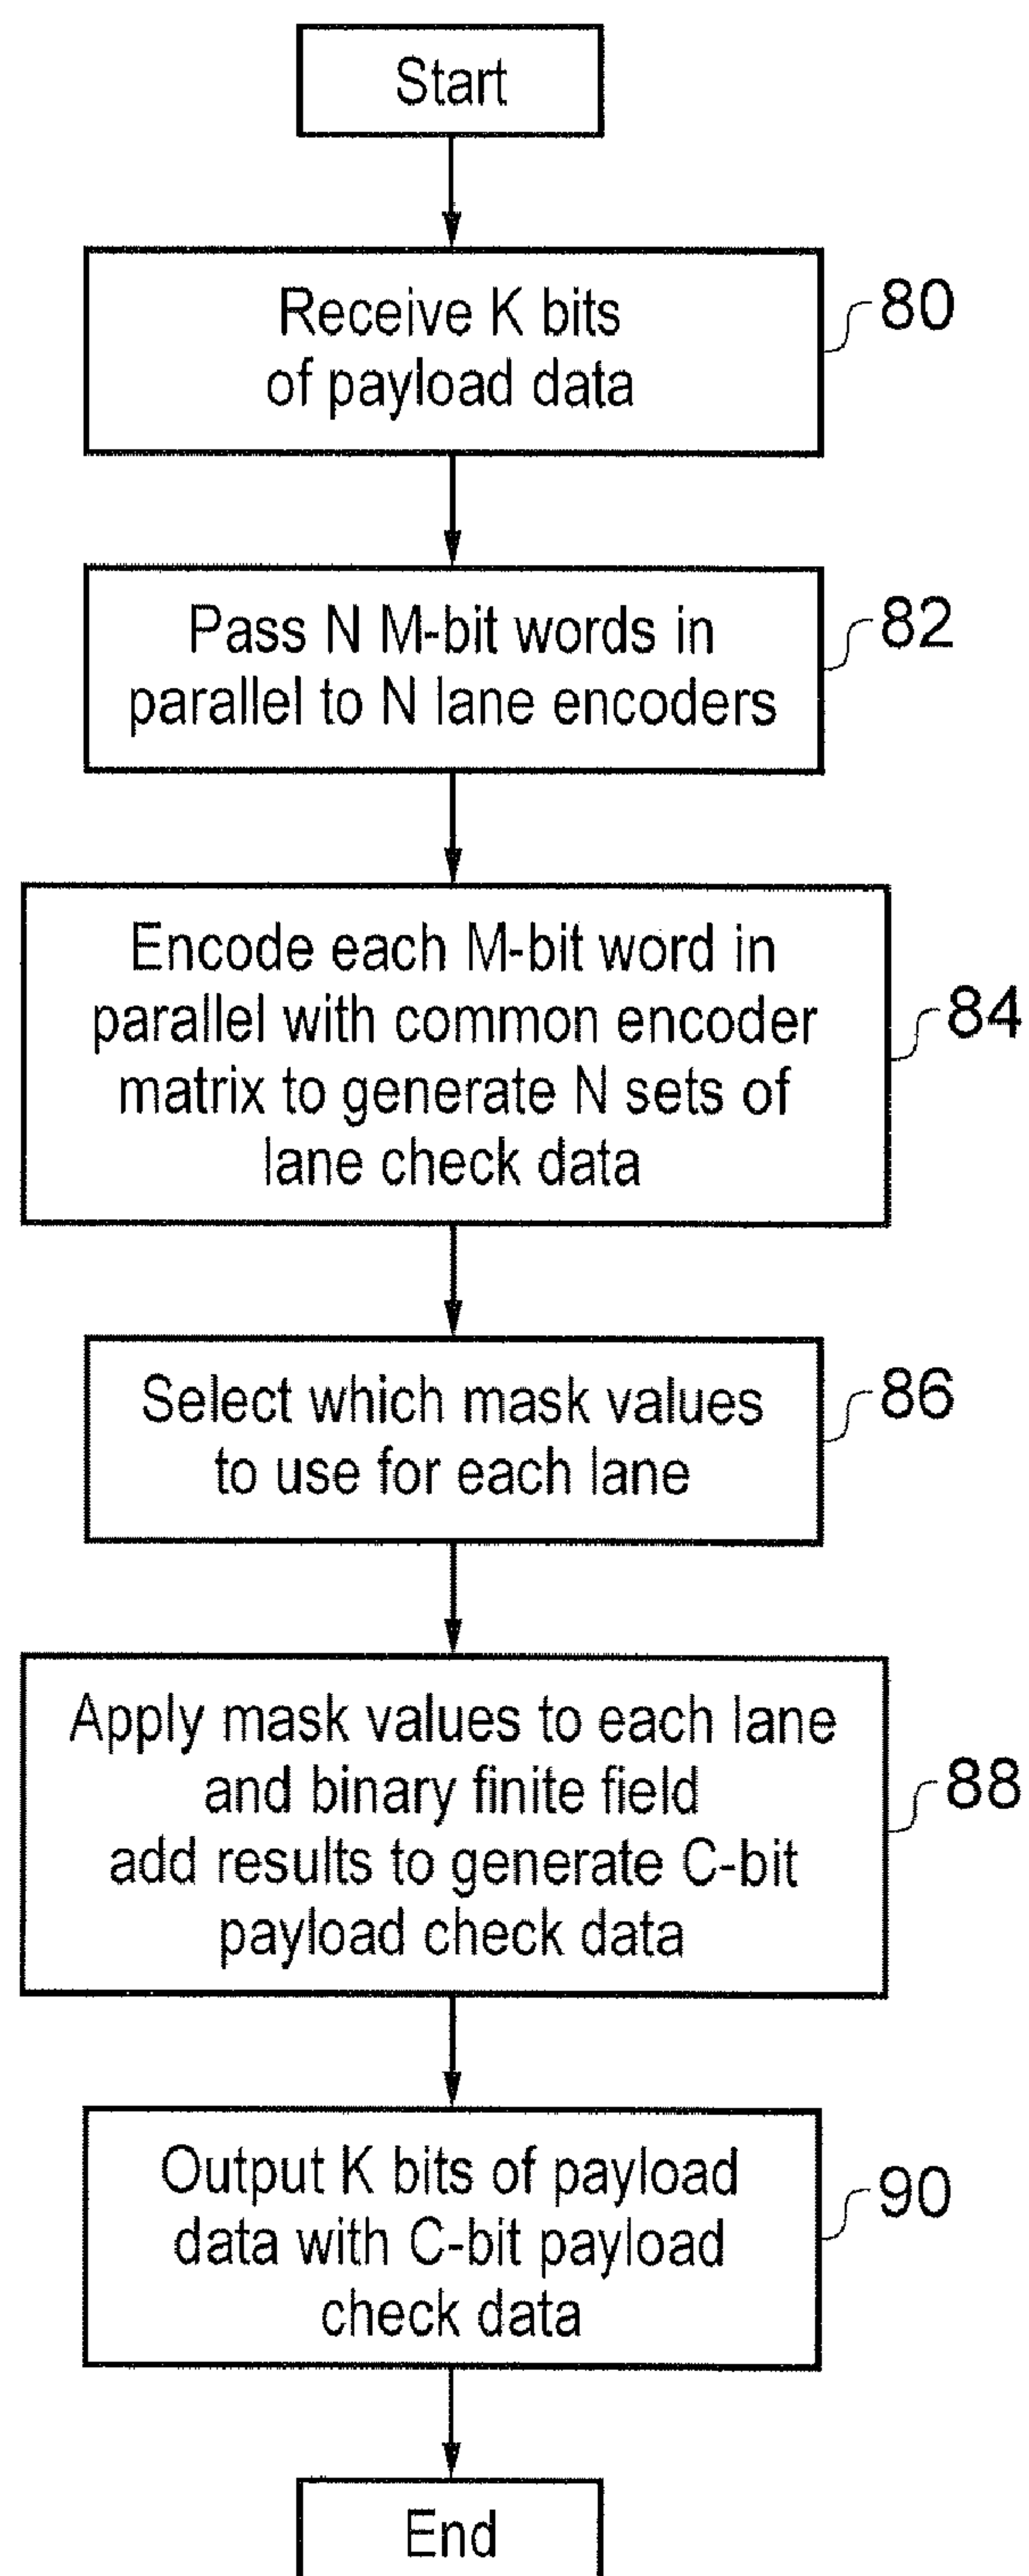 Start
Receive K bits
of payload data
80
Pass N M-bit words in
parallel to N lane encoders
82
Encode each M-bit word in
parallel with common encoder
matrix to generate N sets of
lane check data
84
Select which mask values
to use for each lane
86
Apply mask values to each lane
and binary finite field
add results to generate C-bit
payload check data
88
Output K bits of payload
data with C-bit payload
check data
90
End